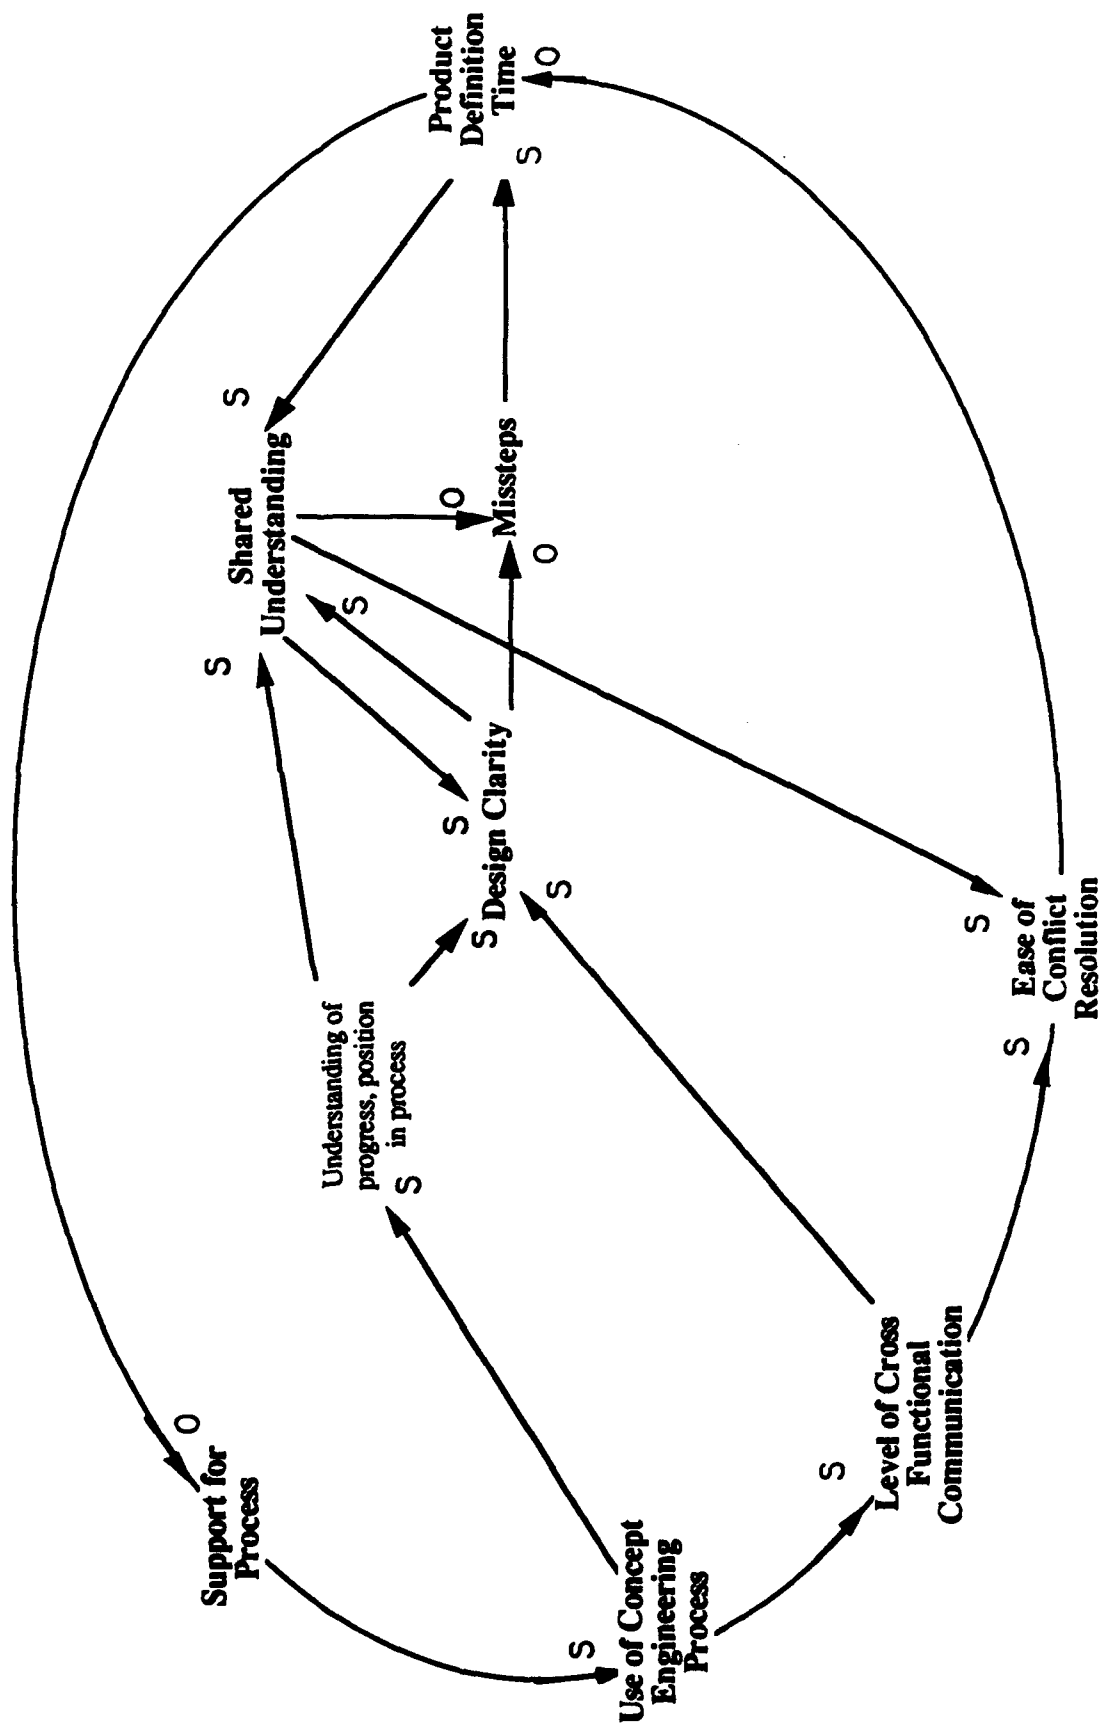 Support for
Process
O
Use of Concept
Engineering
Process
S
Level of Cross
Functional
Communication
S
Understanding of
progress, position
in process
S
Shared
Understanding
S
S
S
Design Clarity
S
S
S
Missteps
O
O
Ease of
Conflict
Resolution
S
S
Product
Definition
Time
S
O